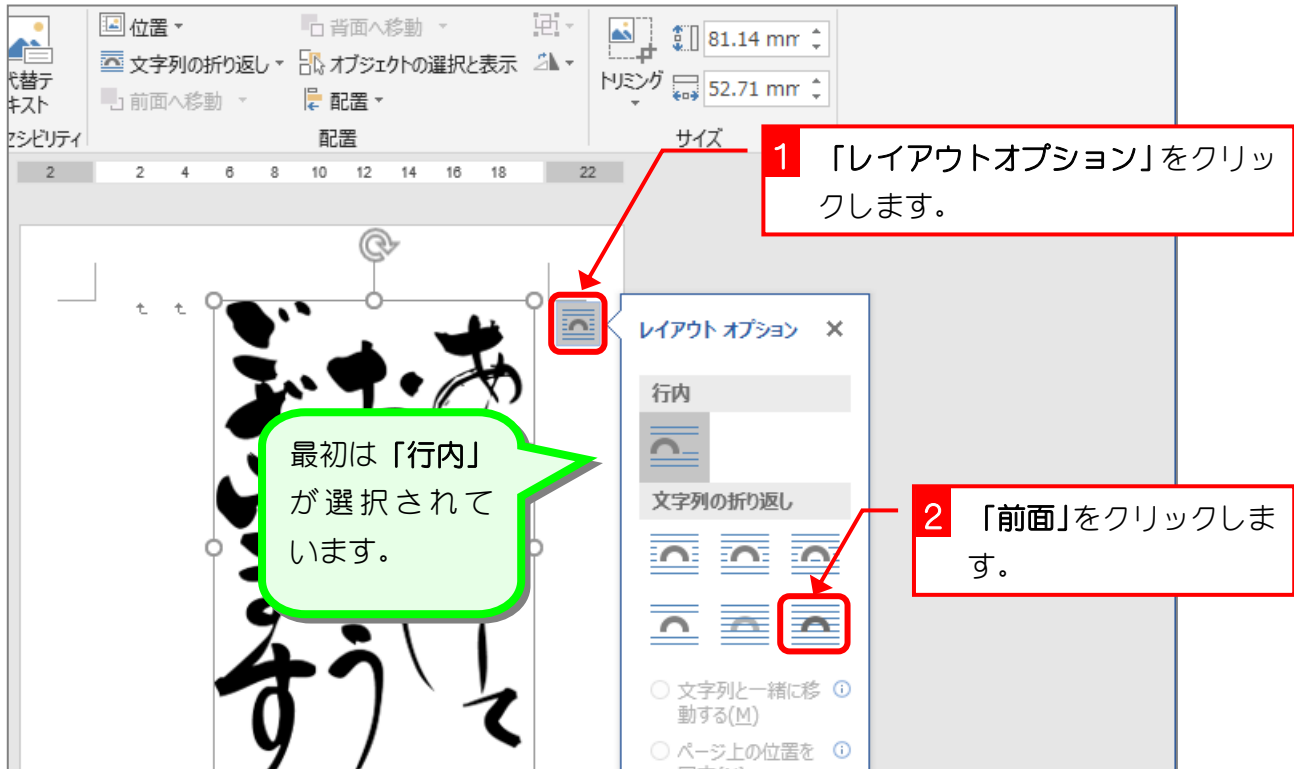 位置
背面へ移動
文字列の折り返し
オブジェクトの選択と表示
前面へ移動
配置
代替テ
キスト
トリミング
81.14 mm
52.71 mm
クセシビリティ
配置
サイズ
2 2 4 6 8 10 12 14 16 18 22
1 「レイアウトオプション」をクリッ
クします。
レイアウト オプション ×
行内
文字列の折り返し
最初は「行内」
が選択されて
います。
2 「前面」をクリックしま
す。
文字列と一緒に移
動する(M)
ページ上の位置を